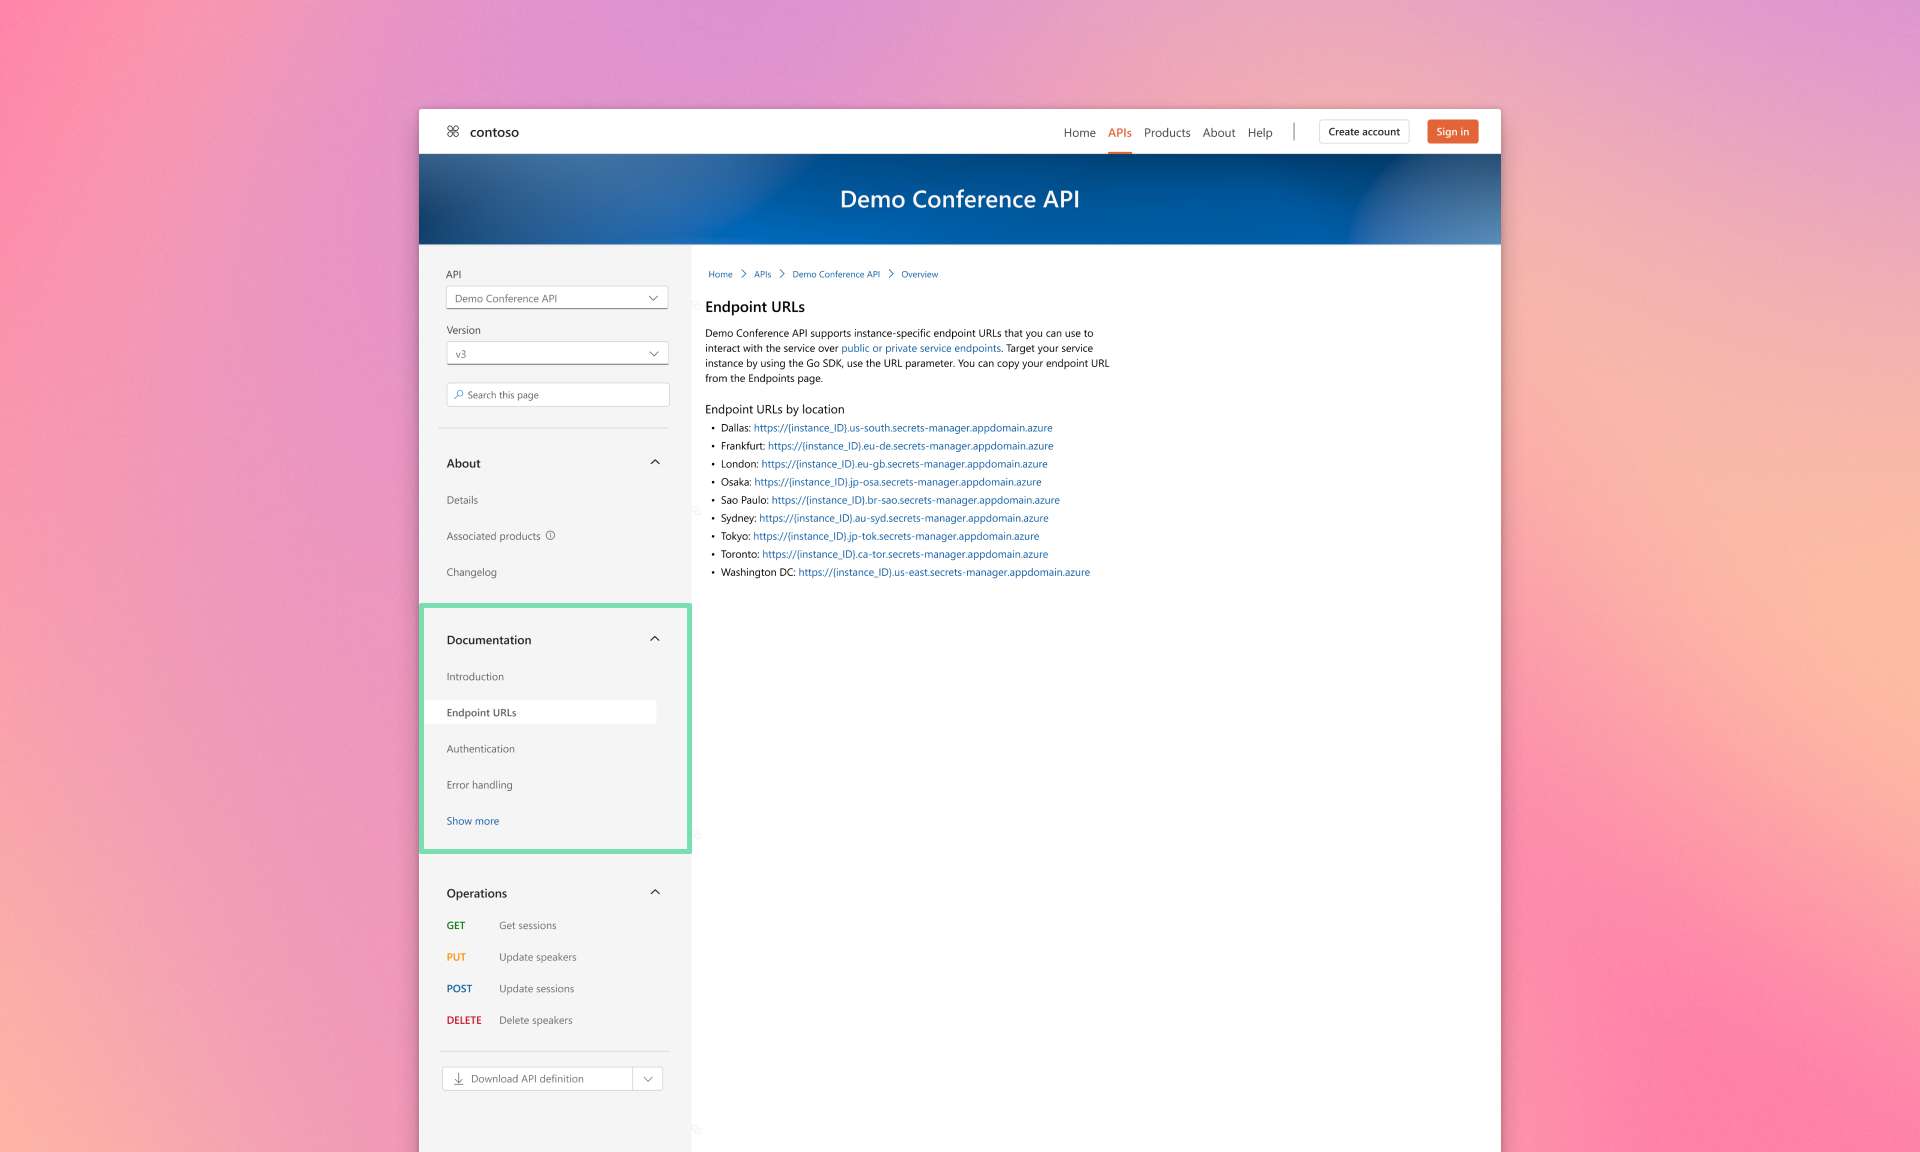 contoso
Home APIs Products About Help Create account Sign in
Demo Conference API
API
Demo Conference API
Version
v3
Search this page
About
Details
Associated products
Changelog
Documentation
Introduction
Endpoint URLs
Authentication
Error handling
Show more
Operations
GET Get sessions
PUT Update speakers
POST Update sessions
DELETE Delete speakers
Download API definition
Home > APIs > Demo Conference API > Overview
Endpoint URLs
Demo Conference API supports instance-specific endpoint URLs that you can use to
interact with the service over public or private service endpoints. Target your service
instance by using the Go SDK, use the URL parameter. You can copy your endpoint URL
from the Endpoints page.
Endpoint URLs by location
• Dallas: https://{instance_ID}.us-south.secrets-manager.appdomain.azure
• Frankfurt: https://{instance_ID}.eu-de.secrets-manager.appdomain.azure
• London: https://{instance_ID}.eu-gb.secrets-manager.appdomain.azure
• Osaka: https://{instance_ID}.jp-osa.secrets-manager.appdomain.azure
• Sao Paulo: https://{instance_ID}.br-sao.secrets-manager.appdomain.azure
• Sydney: https://{instance_ID}.au-syd.secrets-manager.appdomain.azure
• Tokyo: https://{instance_ID}.jp-tok.secrets-manager.appdomain.azure
• Toronto: https://{instance_ID}.ca-tor.secrets-manager.appdomain.azure
• Washington DC: https://{instance_ID}.us-east.secrets-manager.appdomain.azure